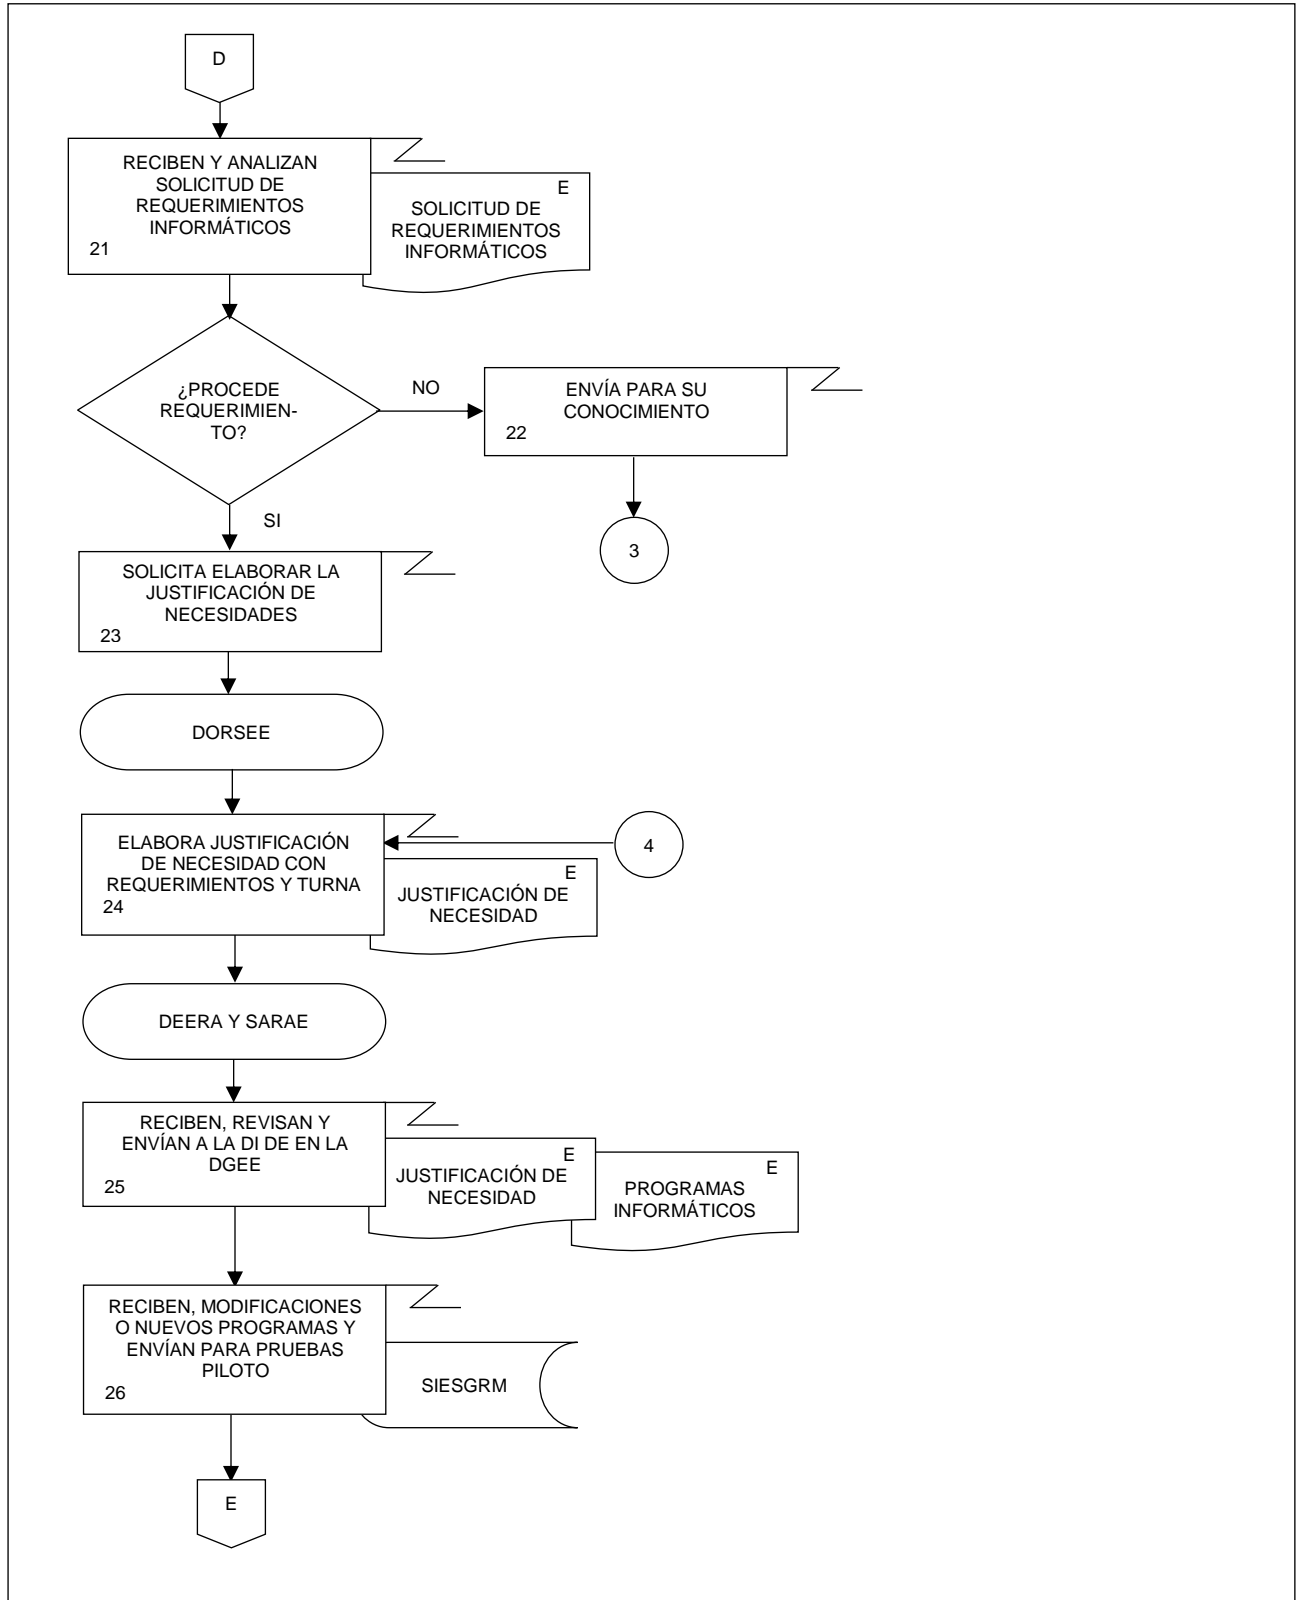 D
RECIBEN Y ANALIZAN
SOLICITUD DE
REQUERIMIENTOS
INFORMÁTICOS
21
E
SOLICITUD DE
REQUERIMIENTOS
INFORMÁTICOS
¿PROCEDE
REQUERIMIEN-
TO?
NO
ENVÍA PARA SU
CONOCIMIENTO
22
3
SI
SOLICITA ELABORAR LA
JUSTIFICACIÓN DE
NECESIDADES
23
DORSEE
ELABORA JUSTIFICACIÓN
DE NECESIDAD CON
REQUERIMIENTOS Y TURNA
24
4
E
JUSTIFICACIÓN DE
NECESIDAD
DEERA Y SARAE
RECIBEN, REVISAN Y
ENVÍAN A LA DI DE EN LA
DGEE
25
E
JUSTIFICACIÓN DE
NECESIDAD
E
PROGRAMAS
INFORMÁTICOS
RECIBEN, MODIFICACIONES
O NUEVOS PROGRAMAS Y
ENVÍAN PARA PRUEBAS
PILOTO
26
SIESGRM
E